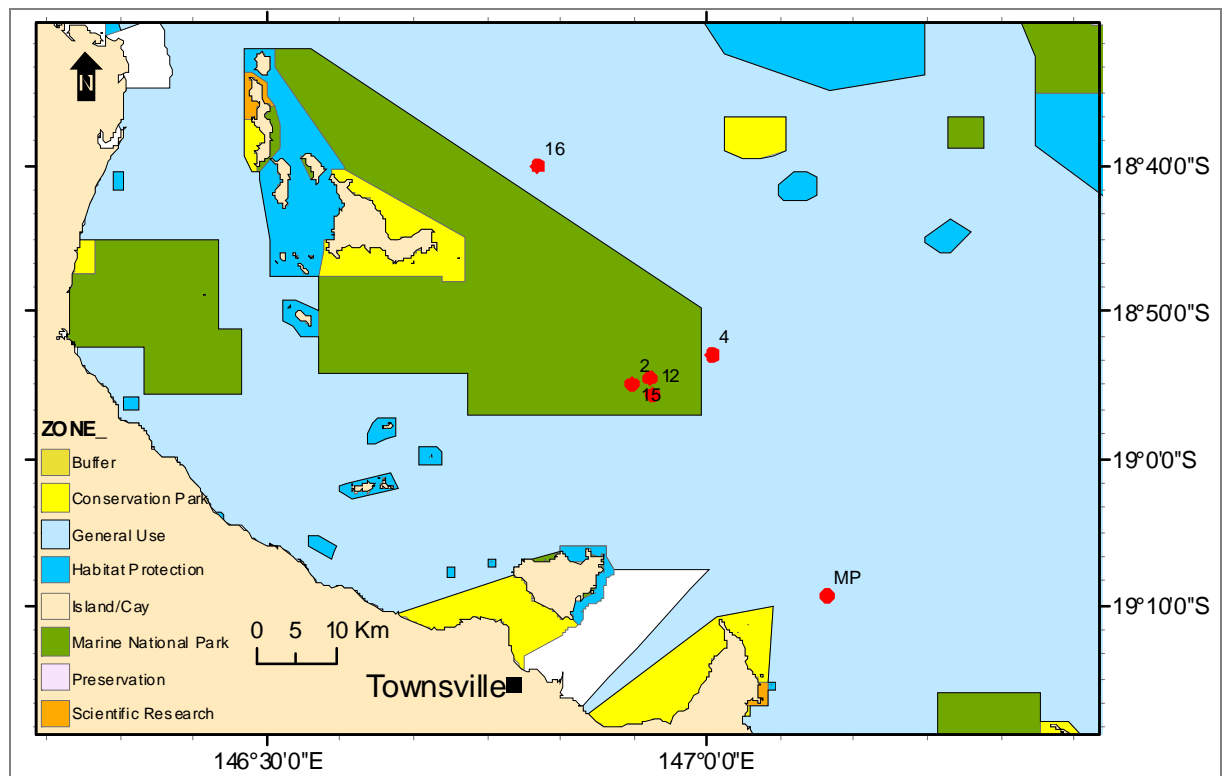 N
16
18°40'0"S
18°50'0"S
4
2
12
15
19°0'0"S
ZONE_
Buffer
Conservation Park
General Use
Habitat Protection
Island/Cay
Marine National Park
Preservation
Scientific Research
MP
19°10'0"S
0 5 10 Km
Townsville
146°30'0"E
147°0'0"E